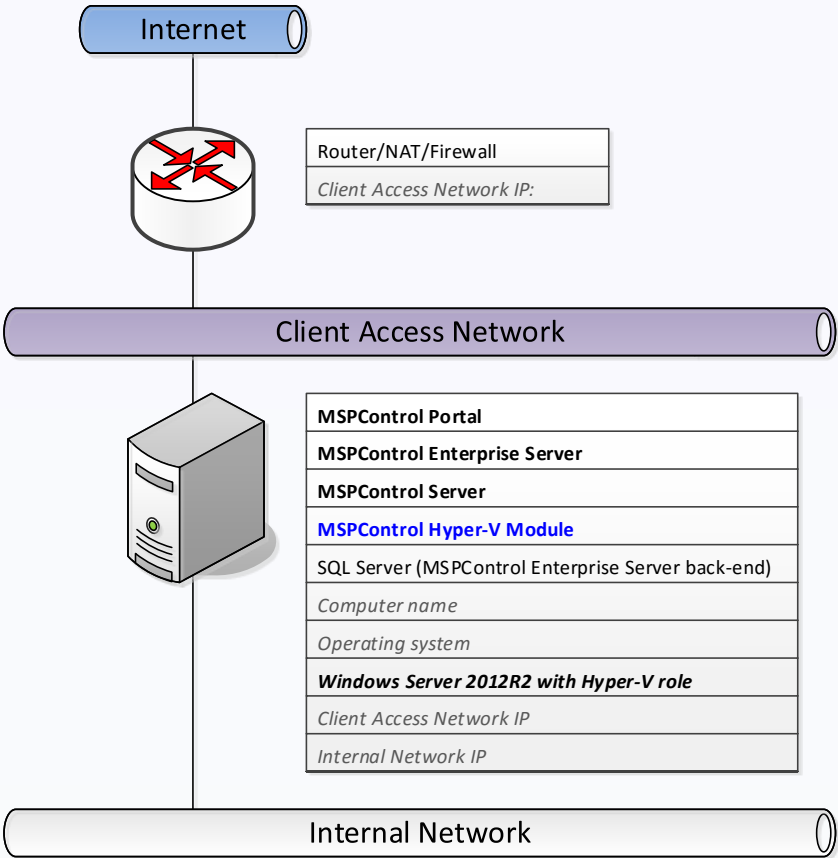 Internet
Router/NAT/Firewall
Client Access Network IP:
Client Access Network
MSPControl Portal
MSPControl Enterprise Server
MSPControl Server
MSPControl Hyper-V Module
SQL Server (MSPControl Enterprise Server back-end)
Computer name
Operating system
Windows Server 2012R2 with Hyper-V role
Client Access Network IP
Internal Network IP
Internal Network